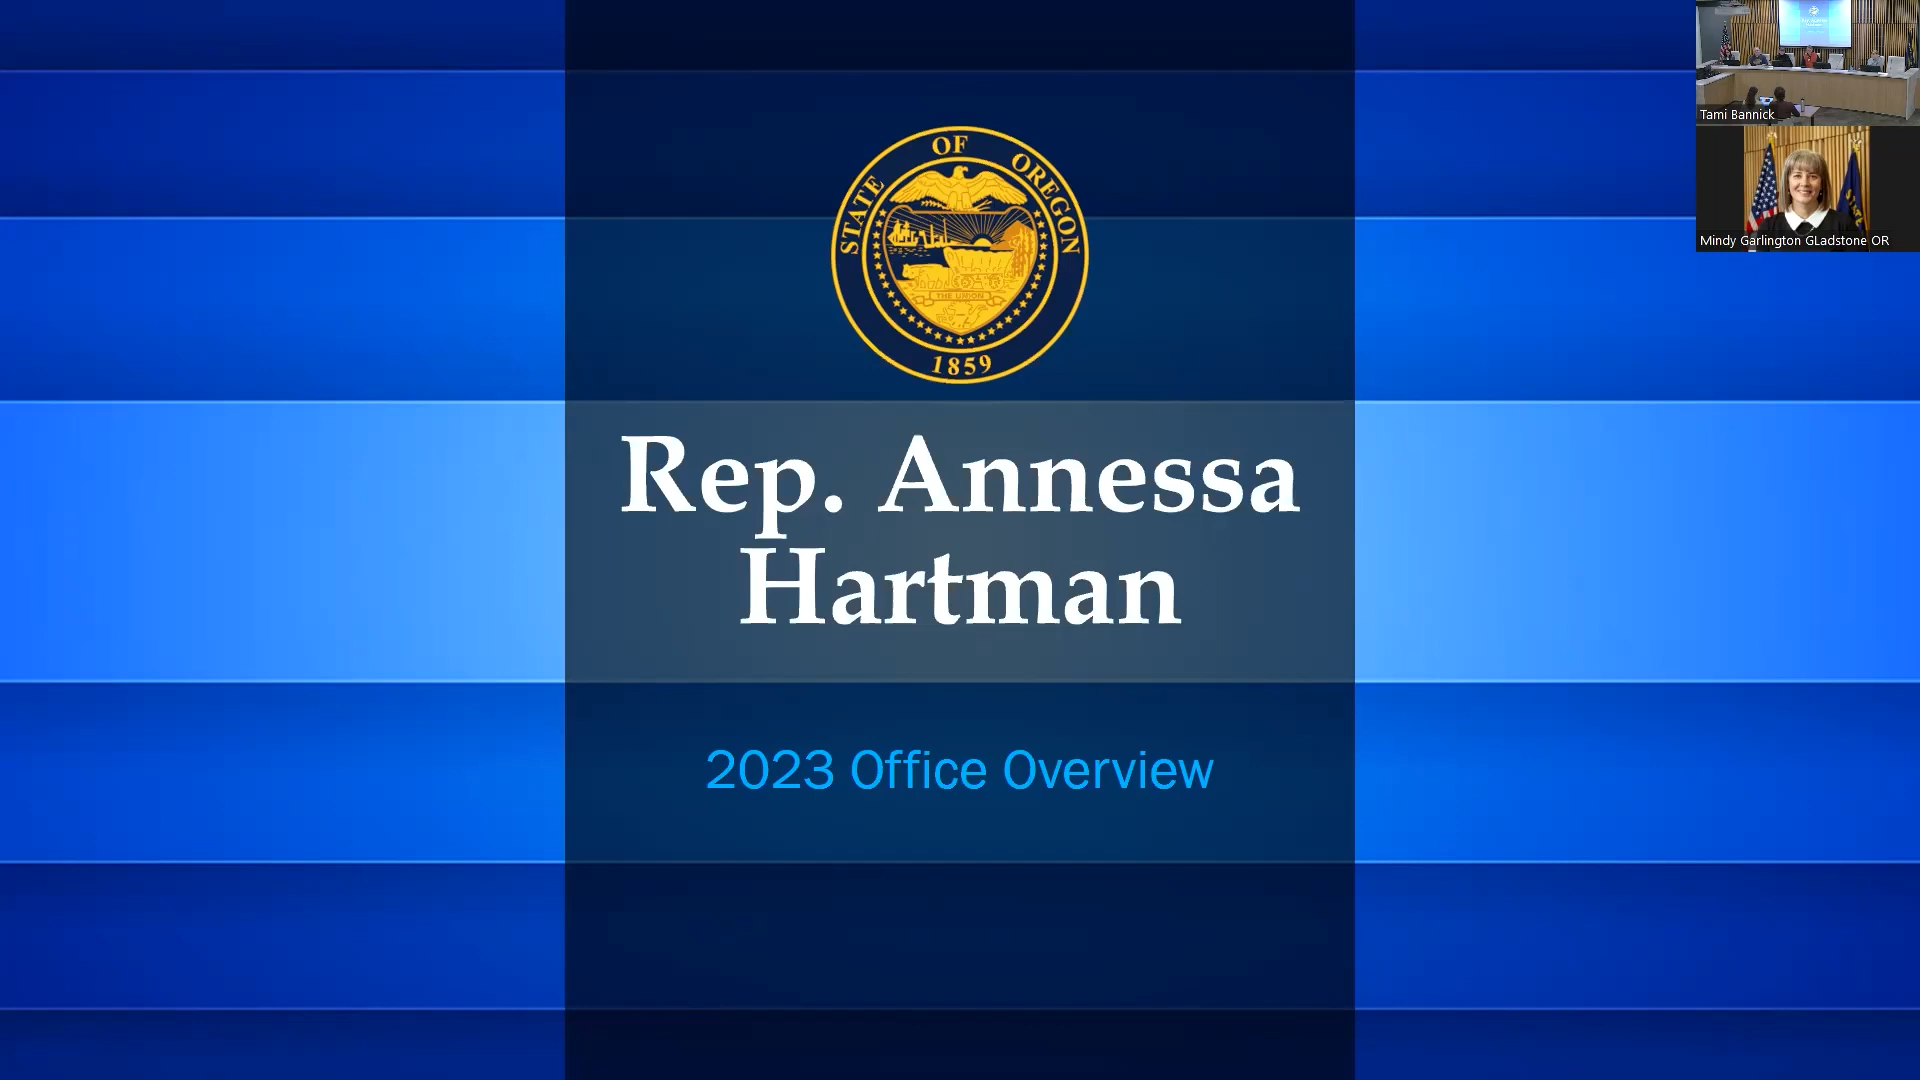 STATE OF OREGON
THE UNION
1859
Rep. Annessa
Hartman
2023 Office Overview
Tami Bannick
Mindy Garlington GLadstone OR